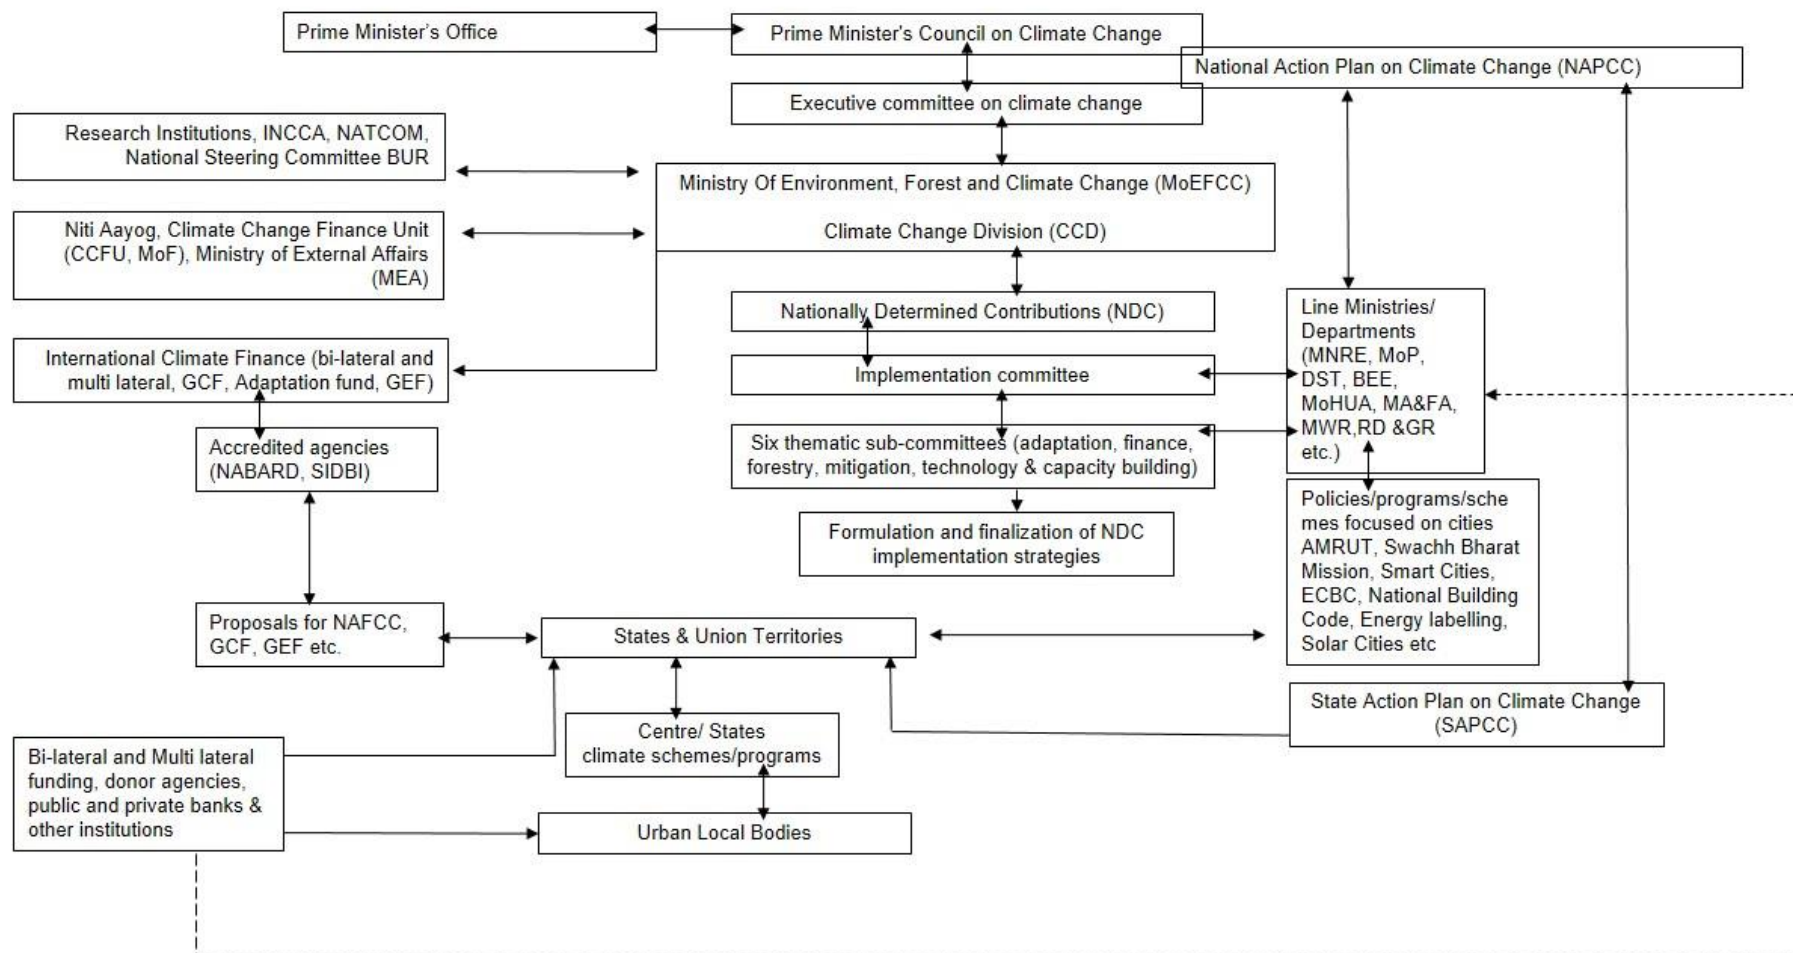 Prime Minister's Office
Prime Minister's Council on Climate Change
National Action Plan on Climate Change (NAPCC)
Executive committee on climate change
Research Institutions, INCCA, NATCOM,
National Steering Committee BUR
Ministry Of Environment, Forest and Climate Change (MoEFCC)
Climate Change Division (CCD)
Niti Aayog, Climate Change Finance Unit
(CCFU, MoF), Ministry of External Affairs
(MEA)
Nationally Determined Contributions (NDC)
Line Ministries/
Departments
(MNRE, MoP,
DST, BEE,
MoHUA, MA&FA,
MWR,RD &GR
etc.)
International Climate Finance (bi-lateral and
multi lateral, GCF, Adaptation fund, GEF)
Implementation committee
Accredited agencies
(NABARD, SIDBI)
Six thematic sub-committees (adaptation, finance,
forestry, mitigation, technology & capacity building)
Formulation and finalization of NDC
implementation strategies
Policies/programs/sche
mes focused on cities
AMRUT, Swachh Bharat
Mission, Smart Cities,
ECBC, National Building
Code, Energy labelling,
Solar Cities etc
Proposals for NAFCC,
GCF, GEF etc.
States & Union Territories
State Action Plan on Climate Change
(SAPCC)
Centre/ States
climate schemes/programs
Bi-lateral and Multi lateral
funding, donor agencies,
public and private banks &
other institutions
Urban Local Bodies